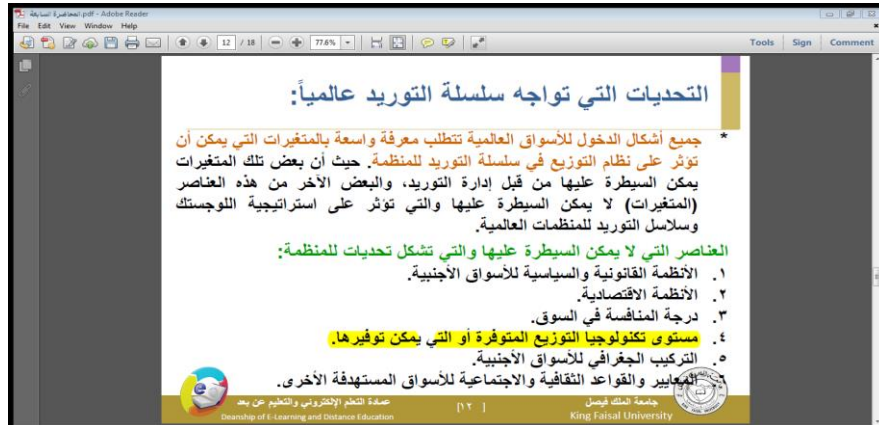 المحاضرة السابعة.pdf - Adobe Reader
File Edit View Window Help
12 / 18 77.6% Tools Sign Comment
التحديات التي تواجه سلسلة التوريد عالمياً:
* جميع أشكال الدخول للأسواق العالمية تتطلب معرفة واسعة بالمتغيرات التي يمكن أن
تؤثر على نظام التوزيع في سلسلة التوريد للمنظمة. حيث أن بعض تلك المتغيرات
يمكن السيطرة عليها من قبل إدارة التوريد، والبعض الآخر من هذه العناصر
(المتغيرات) لا يمكن السيطرة عليها والتي تؤثر على استراتيجية اللوجستك
وسلاسل التوريد للمنظمات العالمية.
العناصر التي لا يمكن السيطرة عليها والتي تشكل تحديات للمنظمة:
١. الأنظمة القانونية والسياسية للأسواق الأجنبية.
٢. الأنظمة الاقتصادية.
٣. درجة المنافسة في السوق.
٤. مستوى تكنولوجيا التوزيع المتوفرة أو التي يمكن توفيرها.
٥. التركيب الجغرافي للأسواق الأجنبية.
المعايير والقواعد الثقافية والاجتماعية للأسواق المستهدفة الأخرى.
جامعة الملك فيصل
King Faisal University
[١٢ ]
عمادة التعلم الإلكتروني والتعليم عن بعد
Deanship of E-Learning and Distance Education